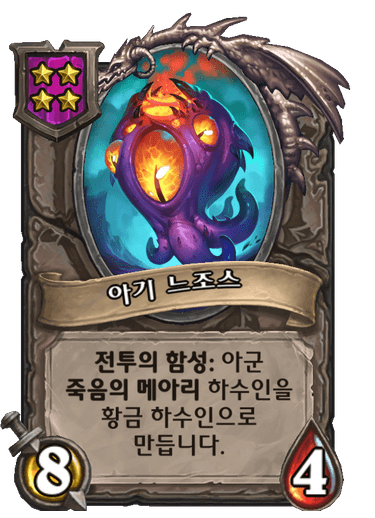 아기 느조스
전투의 함성: 아군
죽음의 메아리 하수인을
황금 하수인으로
만듭니다.
8
4